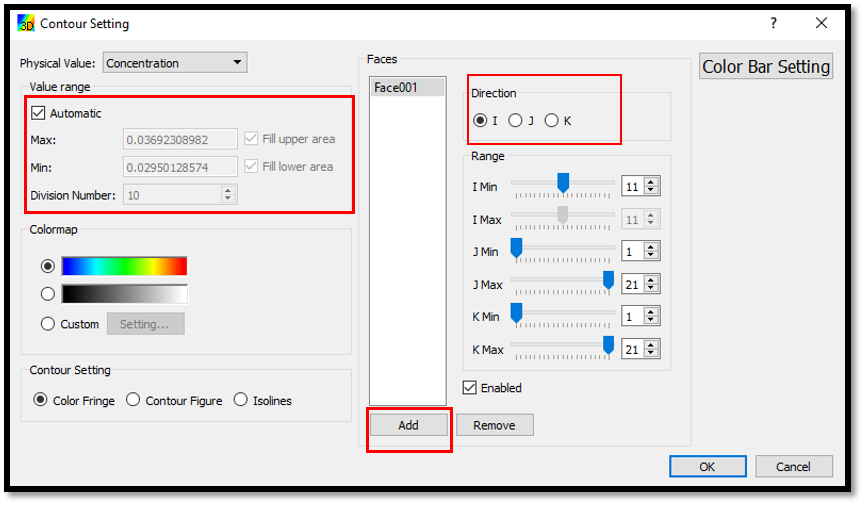 3D Contour Setting ?
Physical Value: Concentration
Value range
Automatic
Max: 0.03692308982 Fill upper area
Min: 0.02950128574 Fill lower area
Division Number: 10
Colormap
Custom Setting...
Contour Setting
Color Fringe Contour Figure Isolines
Faces
Face001
Add Remove
Direction
I J K
Range
I Min 11
I Max 11
J Min 1
J Max 21
K Min 1
K Max 21
Enabled
Color Bar Setting
OK Cancel